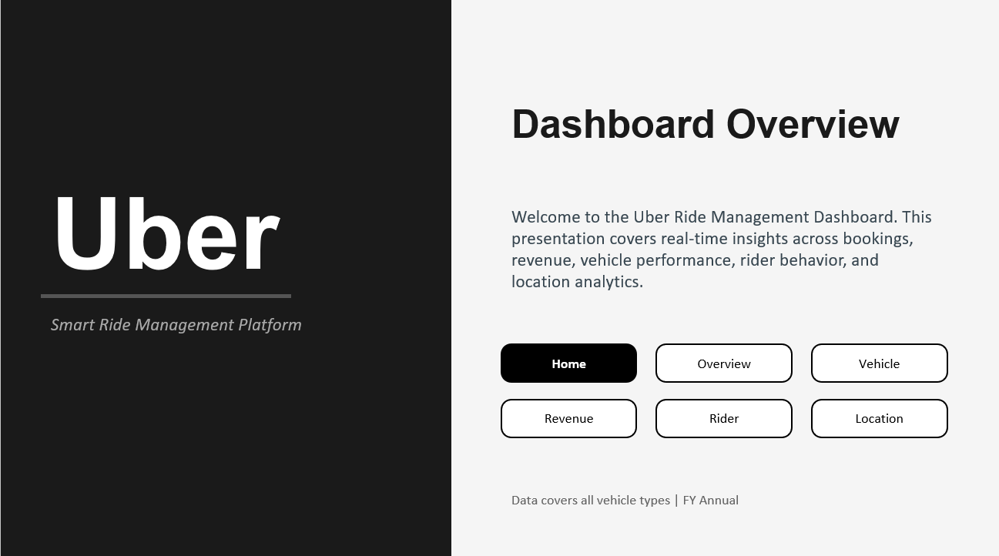 Uber
Smart Ride Management Platform
Dashboard Overview
Welcome to the Uber Ride Management Dashboard. This
presentation covers real-time insights across bookings,
revenue, vehicle performance, rider behavior, and
location analytics.
Home
Overview
Vehicle
Revenue
Rider
Location
Data covers all vehicle types | FY Annual